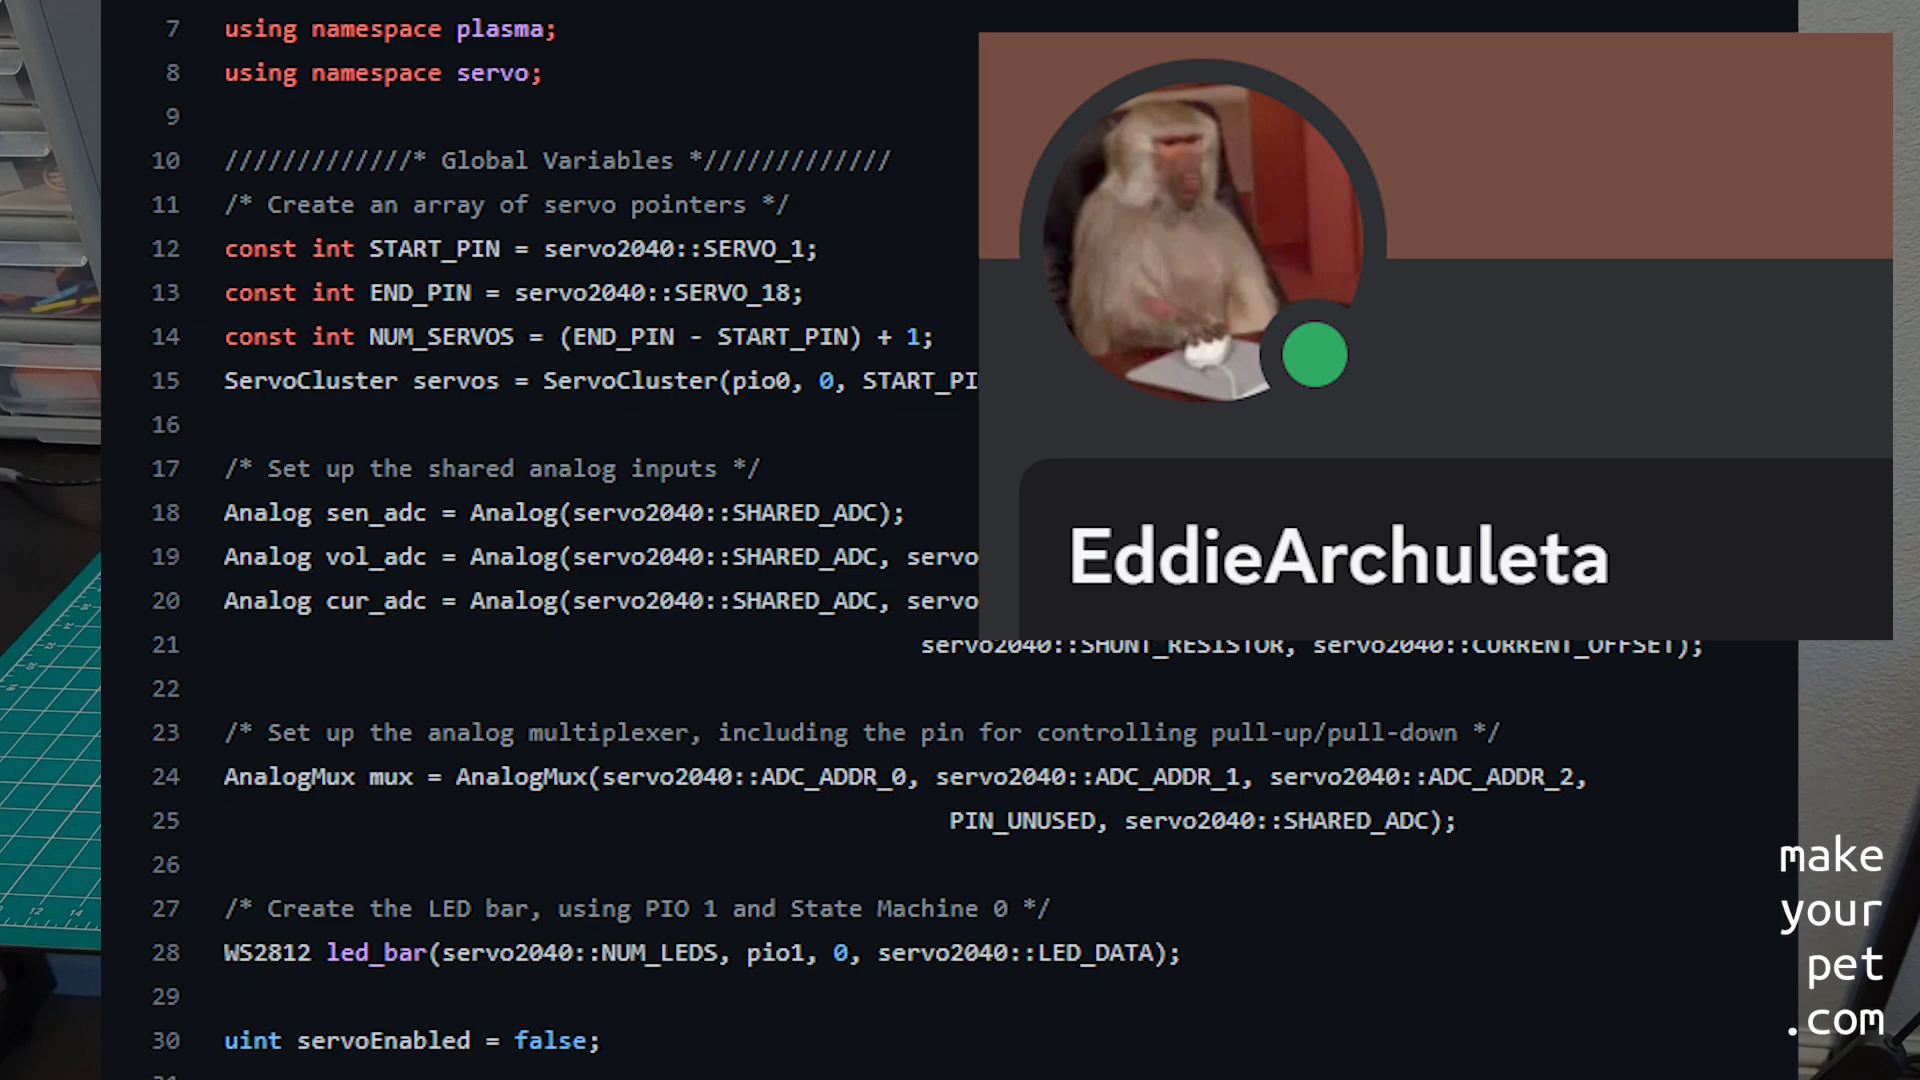 7 using namespace plasma;
8 using namespace servo;
9
10 /////////////* Global Variables */////////////
11 /* Create an array of servo pointers */
12 const int START_PIN = servo2040::SERVO_1;
13 const int END_PIN = servo2040::SERVO_18;
14 const int NUM_SERVOS = (END_PIN - START_PIN) + 1;
15 ServoCluster servos = ServoCluster(pio0, 0, START_PI
16
17 /* Set up the shared analog inputs */
18 Analog sen_adc = Analog(servo2040::SHARED_ADC);
19 Analog vol_adc = Analog(servo2040::SHARED_ADC, servo
20 Analog cur_adc = Analog(servo2040::SHARED_ADC, servo
21 servo2040::SHUNT_RESISTOR, servo2040::CURRENT_OFFSET);
22
23 /* Set up the analog multiplexer, including the pin for controlling pull-up/pull-down */
24 AnalogMux mux = AnalogMux(servo2040::ADC_ADDR_0, servo2040::ADC_ADDR_1, servo2040::ADC_ADDR_2,
25 PIN_UNUSED, servo2040::SHARED_ADC);
26
27 /* Create the LED bar, using PIO 1 and State Machine 0 */
28 WS2812 led_bar(servo2040::NUM_LEDS, pio1, 0, servo2040::LED_DATA);
29
30 uint servoEnabled = false;
EddieArchuleta
make
your
pet
.com